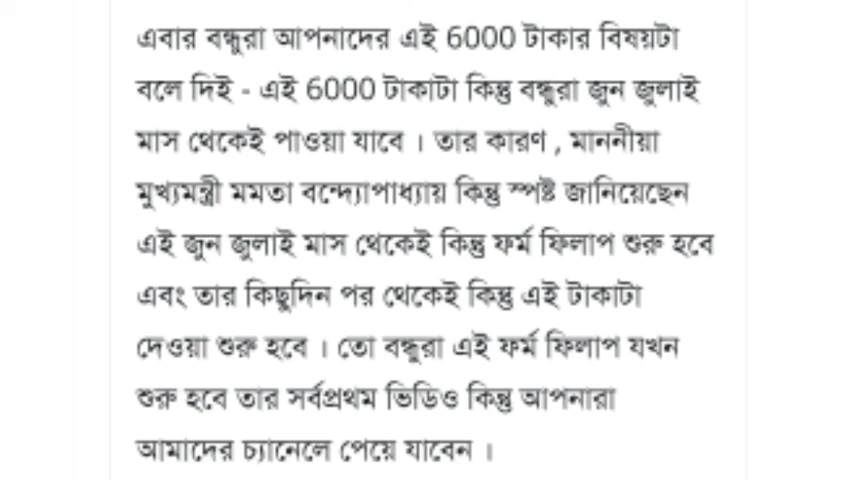 এবার বন্ধুরা আপনাদের এই 6000 টাকার বিষয়টা
বলে দিই - এই 6000 টাকাটা কিন্তু বন্ধুরা জুন জুলাই
মাস থেকেই পাওয়া যাবে । তার কারণ , মাননীয়া
মুখ্যমন্ত্রী মমতা বন্দ্যোপাধ্যায় কিন্তু স্পষ্ট জানিয়েছেন
এই জুন জুলাই মাস থেকেই কিন্তু ফর্ম ফিলাপ শুরু হবে
এবং তার কিছুদিন পর থেকেই কিন্তু এই টাকাটা
দেওয়া শুরু হবে । তো বন্ধুরা এই ফর্ম ফিলাপ যখন
শুরু হবে তার সর্বপ্রথম ভিডিও কিন্তু আপনারা
আমাদের চ্যানেলে পেয়ে যাবেন ।